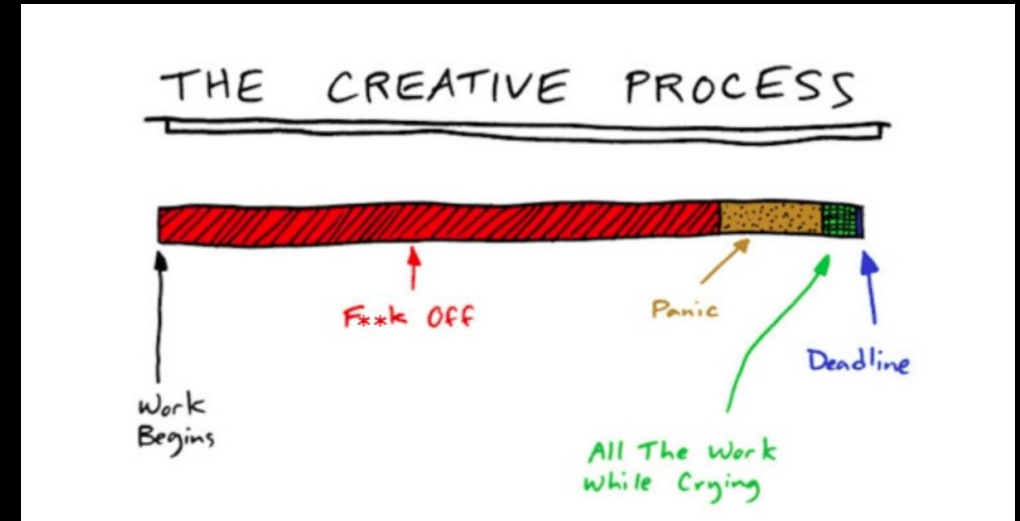 THE CREATIVE PROCESS
F**k Off
Panic
Deadline
Work
Begins
All The Work
While Crying